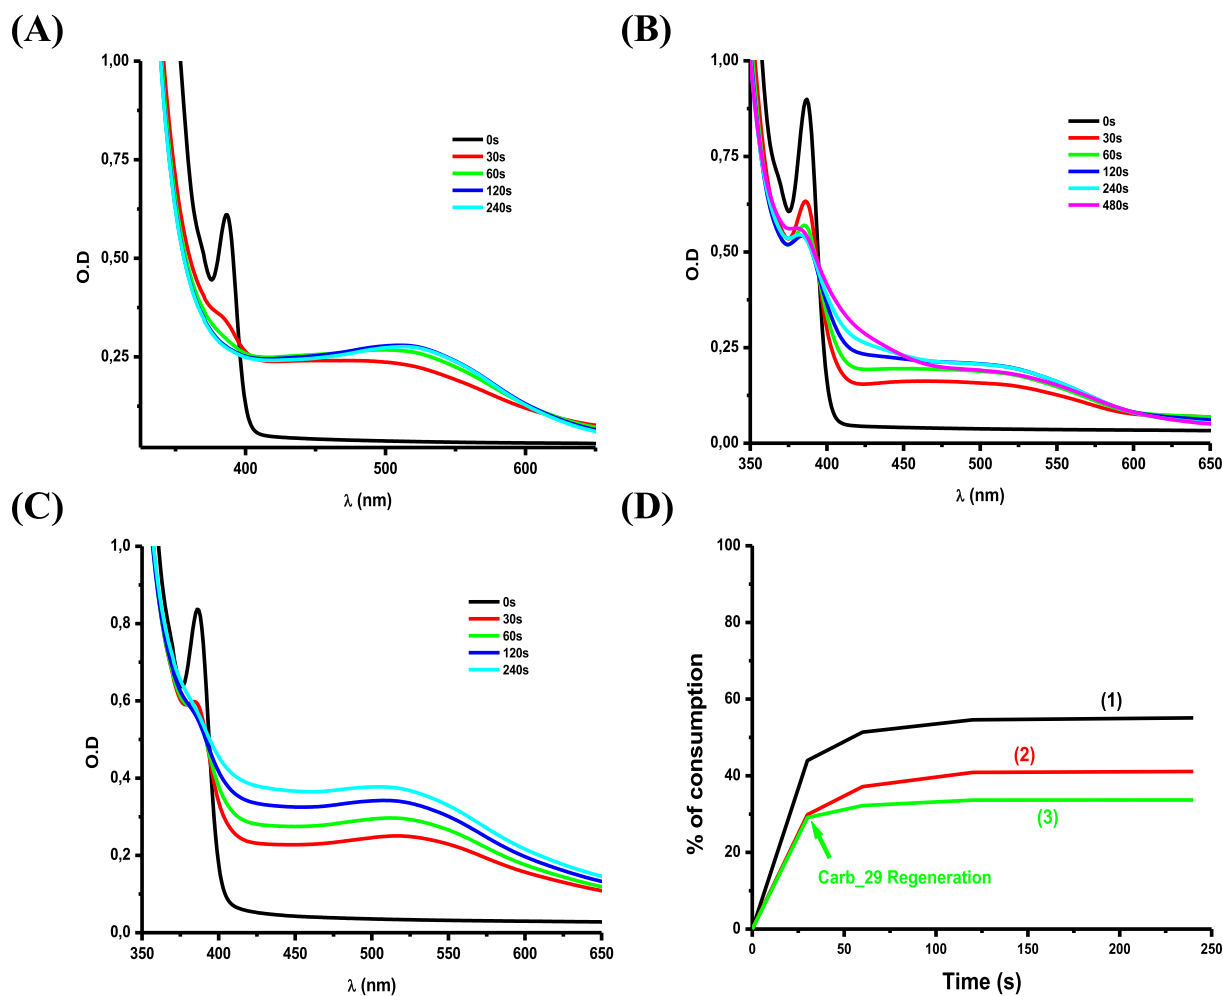 (A)
1,00
0,75
0,50
0,25
O.D
400
500
600
λ (nm)
0s
30s
60s
120s
240s
(B)
1,00
0,75
0,50
0,25
0,00
O.D
350
400
450
500
550
600
650
λ (nm)
0s
30s
60s
120s
240s
480s
(C)
1,0
0,8
0,6
0,4
0,2
0,0
O.D
350
400
450
500
550
600
650
λ (nm)
0s
30s
60s
120s
240s
(D)
100
80
60
40
20
0
% of consumption
0
50
100
150
200
250
Time (s)
(1)
(2)
(3)
Carb_29 Regeneration